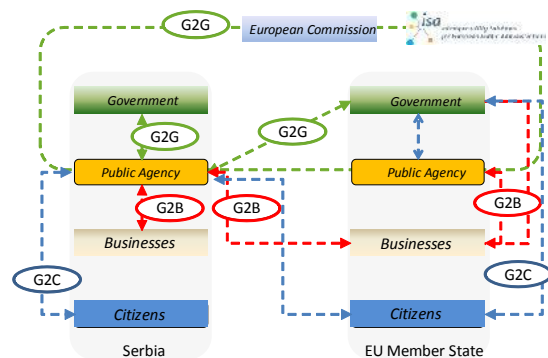 G2G
European Commission
isa
Government
Government
G2G
G2G
Public Agency
Public Agency
G2B
G2B
G2B
Businesses
Businesses
G2C
G2C
Citizens
Citizens
Serbia
EU Member State